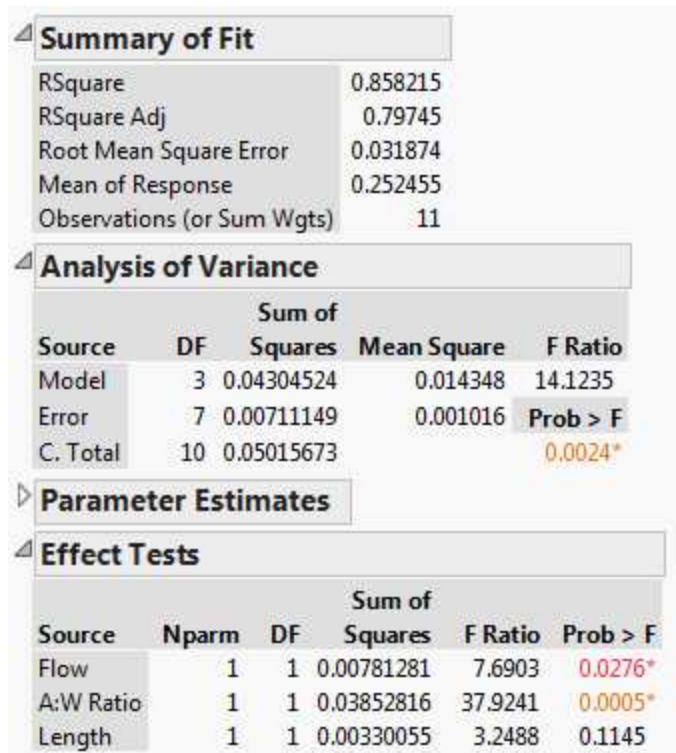 Summary of Fit
RSquare 0.858215
RSquare Adj 0.79745
Root Mean Square Error 0.031874
Mean of Response 0.252455
Observations (or Sum Wgts) 11
Analysis of Variance
Sum of
Source DF Squares Mean Square F Ratio
Model 3 0.04304524 0.014348 14.1235
Error 7 0.00711149 0.001016 Prob > F
C. Total 10 0.05015673 0.0024*
Parameter Estimates
Effect Tests
Sum of
Source Nparm DF Squares F Ratio Prob > F
Flow 1 1 0.00781281 7.6903 0.0276*
A:W Ratio 1 1 0.03852816 37.9241 0.0005*
Length 1 1 0.00330055 3.2488 0.1145